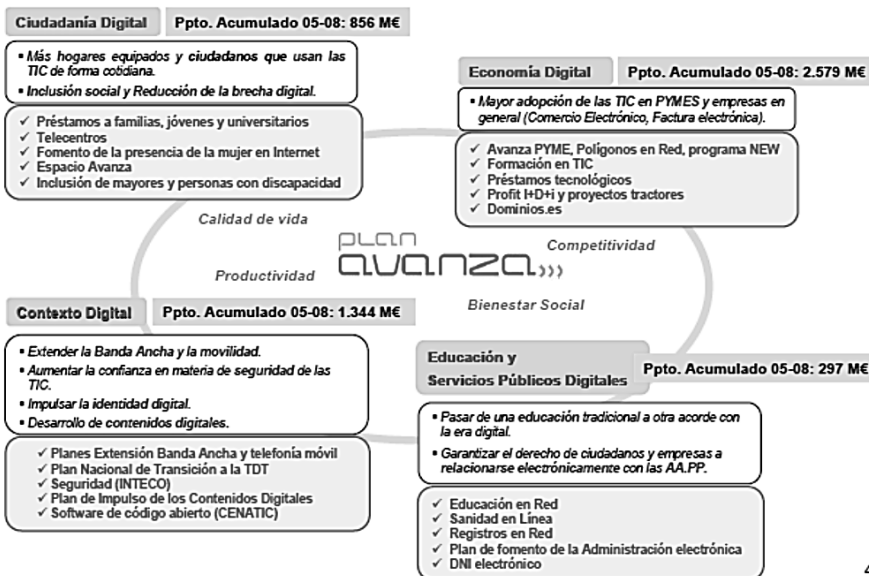 Ciudadanía Digital
Ppto. Acumulado 05-08: 856 M€
▪ Más hogares equipados y ciudadanos que usan las
TIC de forma cotidiana.
▪ Inclusión social y Reducción de la brecha digital.
✓ Préstamos a familias, jóvenes y universitarios
✓ Telecentros
✓ Fomento de la presencia de la mujer en Internet
✓ Espacio Avanza
✓ Inclusión de mayores y personas con discapacidad
Economía Digital
Ppto. Acumulado 05-08: 2.579 M€
▪ Mayor adopción de las TIC en PYMES y empresas en
general (Comercio Electrónico, Factura electrónica).
✓ Avanza PYME, Polígonos en Red, programa NEW
✓ Formación en TIC
✓ Préstamos tecnológicos
✓ Profit I+D+i y proyectos tractores
✓ Dominios.es
Calidad de vida
Productividad
plan
avanza
Competitividad
Bienestar Social
Contexto Digital
Ppto. Acumulado 05-08: 1.344 M€
▪ Extender la Banda Ancha y la movilidad.
▪ Aumentar la confianza en materia de seguridad de las
TIC.
▪ Impulsar la identidad digital.
▪ Desarrollo de contenidos digitales.
✓ Planes Extensión Banda Ancha y telefonía móvil
✓ Plan Nacional de Transición a la TDT
✓ Seguridad (INTECO)
✓ Plan de Impulso de los Contenidos Digitales
✓ Software de código abierto (CENATIC)
Educación y
Servicios Públicos Digitales
Ppto. Acumulado 05-08: 297 M€
▪ Pasar de una educación tradicional a otra acorde con
la era digital.
▪ Garantizar el derecho de ciudadanos y empresas a
relacionarse electrónicamente con las AA.PP.
✓ Educación en Red
✓ Sanidad en Línea
✓ Registros en Red
✓ Plan de fomento de la Administración electrónica
✓ DNI electrónico